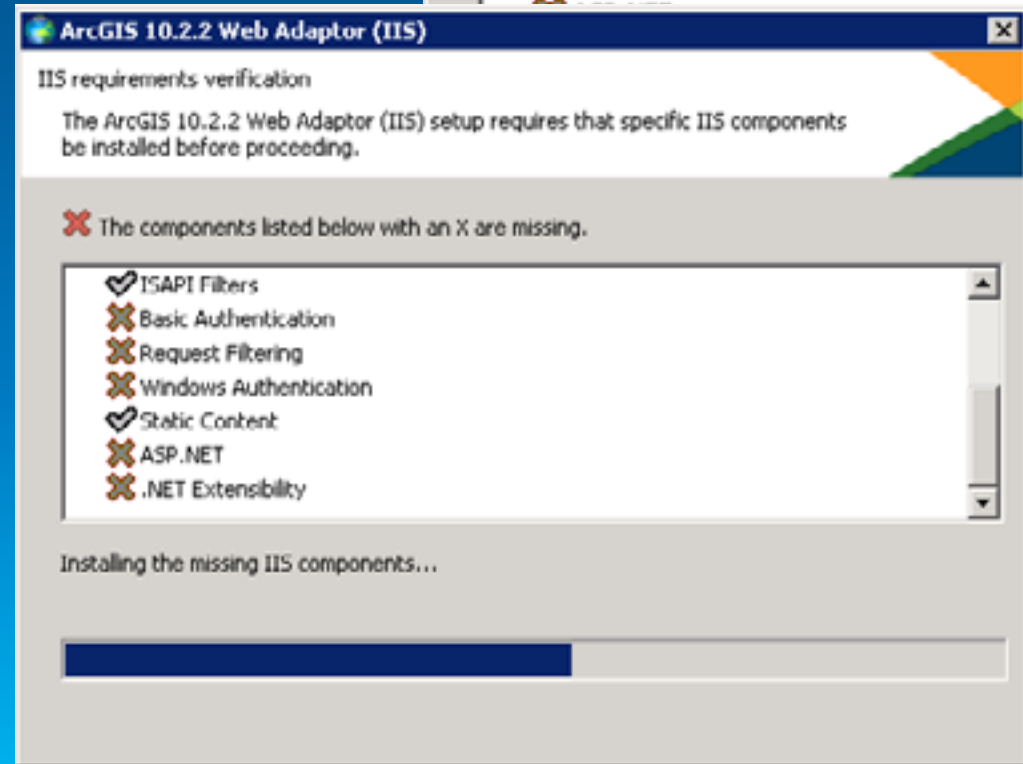 ArcGIS 10.2.2 Web Adaptor (IIS)
IIS requirements verification
The ArcGIS 10.2.2 Web Adaptor (IIS) setup requires that specific IIS components
be installed before proceeding.
The components listed below with an X are missing.
ISAPI Filters
Basic Authentication
Request Filtering
Windows Authentication
Static Content
ASP.NET
.NET Extensibility
Installing the missing IIS components...